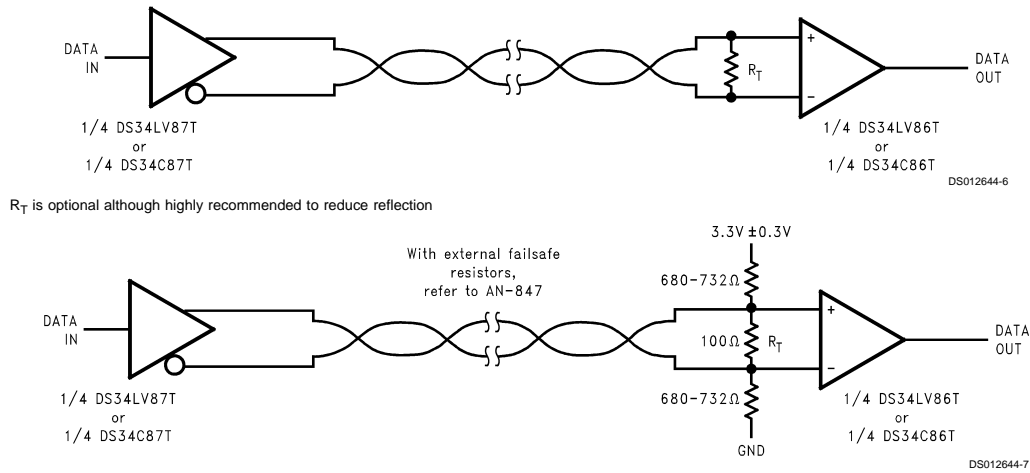 DATA
IN
+
R_T
−
DATA
OUT
1/4 DS34LV87T
or
1/4 DS34C87T
1/4 DS34LV86T
or
1/4 DS34C86T
DS012644-6
R_T is optional although highly recommended to reduce reflection
3.3V ±0.3V
With external failsafe
resistors,
refer to AN-847
680-732Ω
DATA
IN
+
100Ω R_T
−
DATA
OUT
680-732Ω
1/4 DS34LV87T
or
1/4 DS34C87T
1/4 DS34LV86T
or
1/4 DS34C86T
GND
DS012644-7